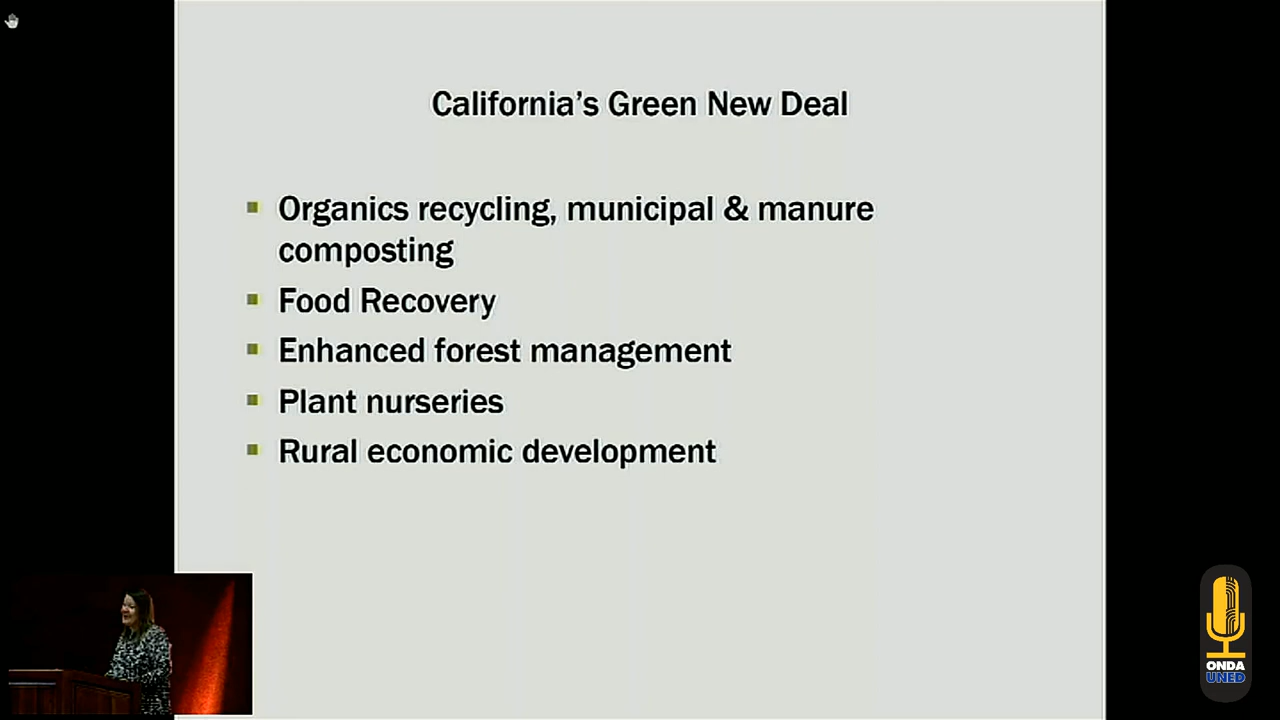 California's Green New Deal
Organics recycling, municipal & manure
composting
Food Recovery
Enhanced forest management
Plant nurseries
Rural economic development
ONDA
UNED